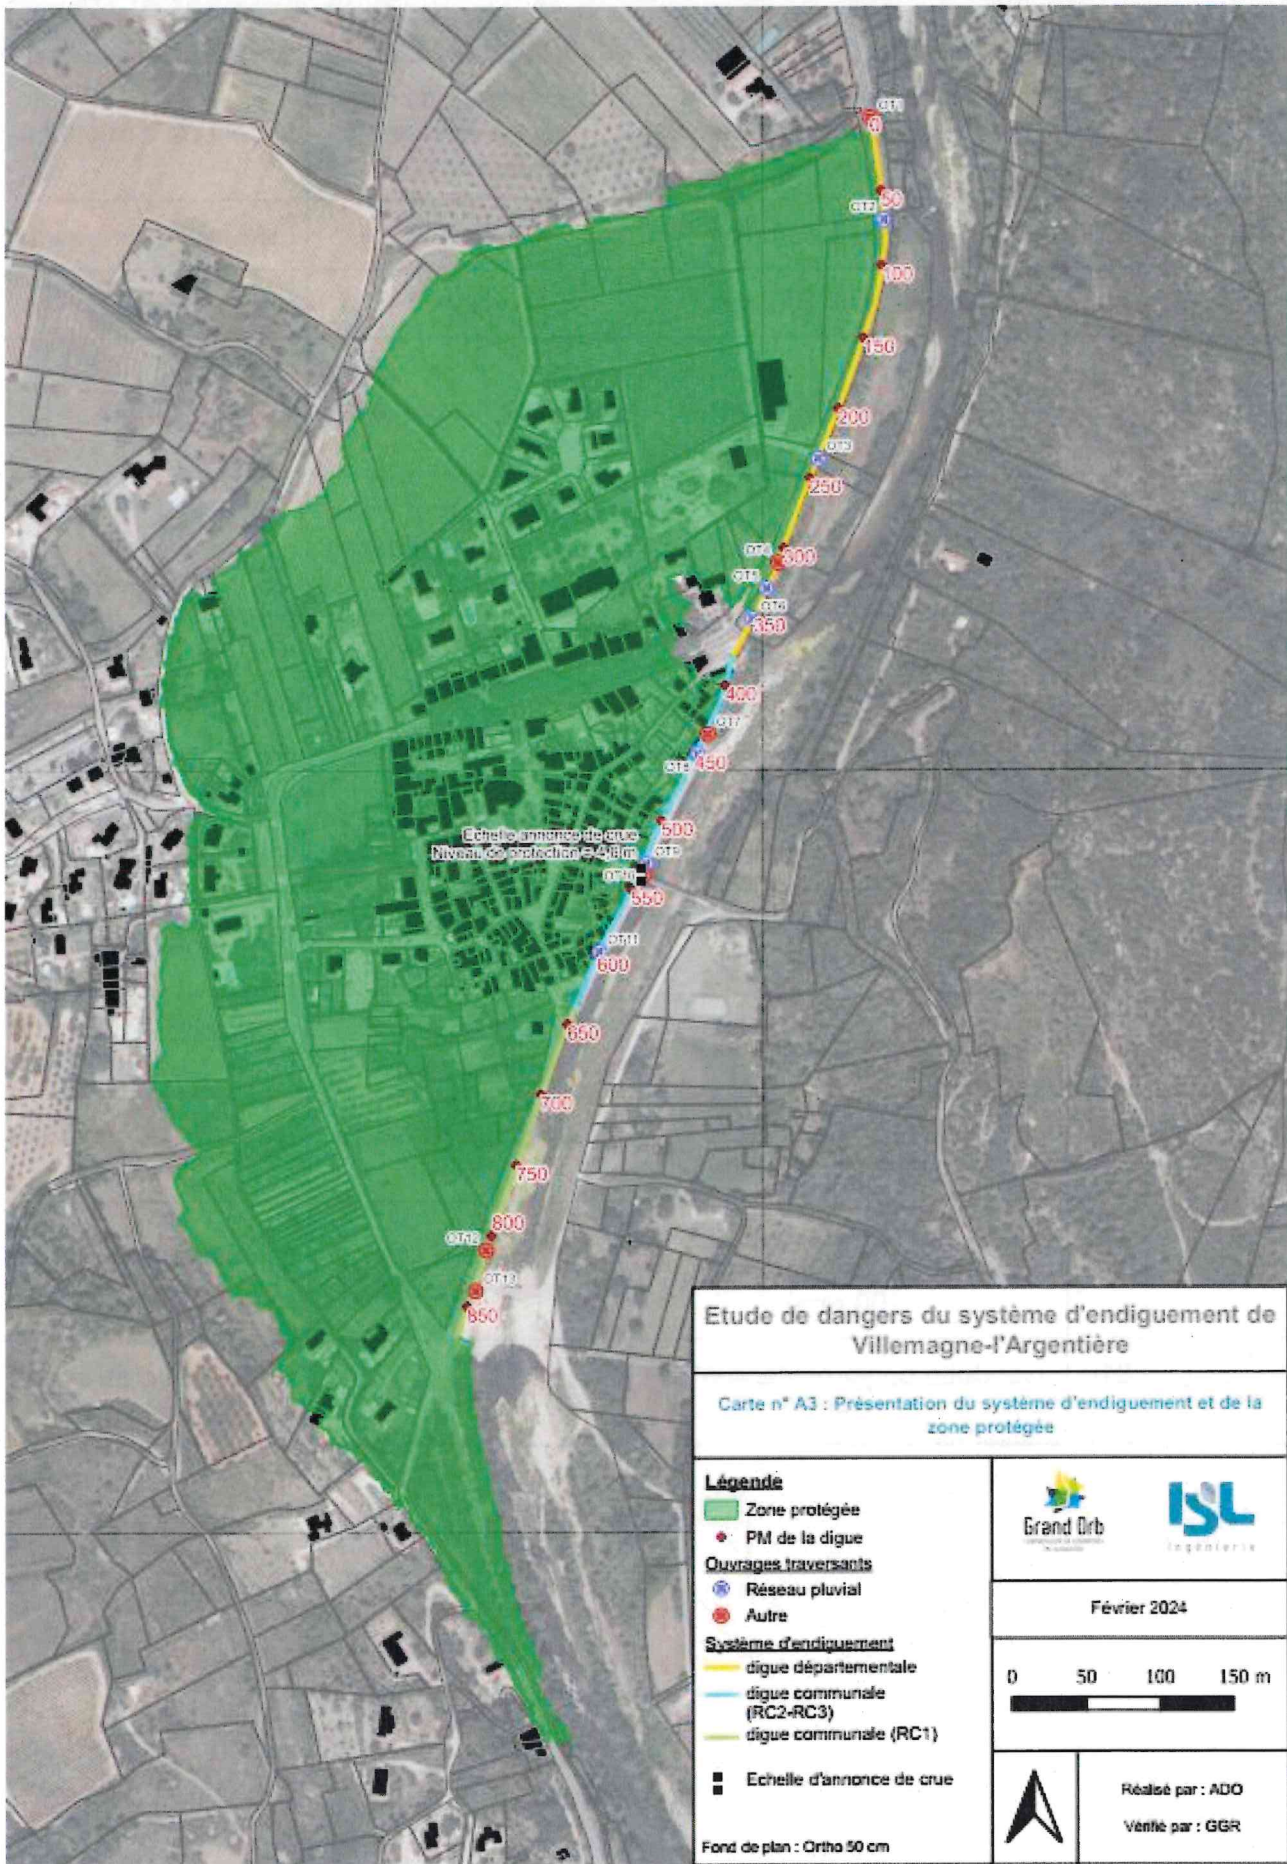 OT1
0
50
OT2
100
150
200
OT3
250
OT4
300
OT5
OT6
350
400
OT7
OT8
450
500
Echelle annonce de crue
Niveau de protection = 4,8 m
OT9
OT10
550
OT11
600
650
700
750
800
OT12
OT13
850
Etude de dangers du système d'endiguement de
Villemagne-l'Argentière
Carte n° A3 : Présentation du système d'endiguement et de la
zone protégée
Légende
Zone protégée
PM de la digue
Ouvrages traversants
Réseau pluvial
Autre
Système d'endiguement
digue départementale
digue communale
(RC2-RC3)
digue communale (RC1)
Echelle d'annonce de crue
Fond de plan : Ortho 50 cm
Grand Orb
ISL
Ingénierie
Février 2024
0 50 100 150 m
Réalisé par : ADO
Vérifié par : GGR